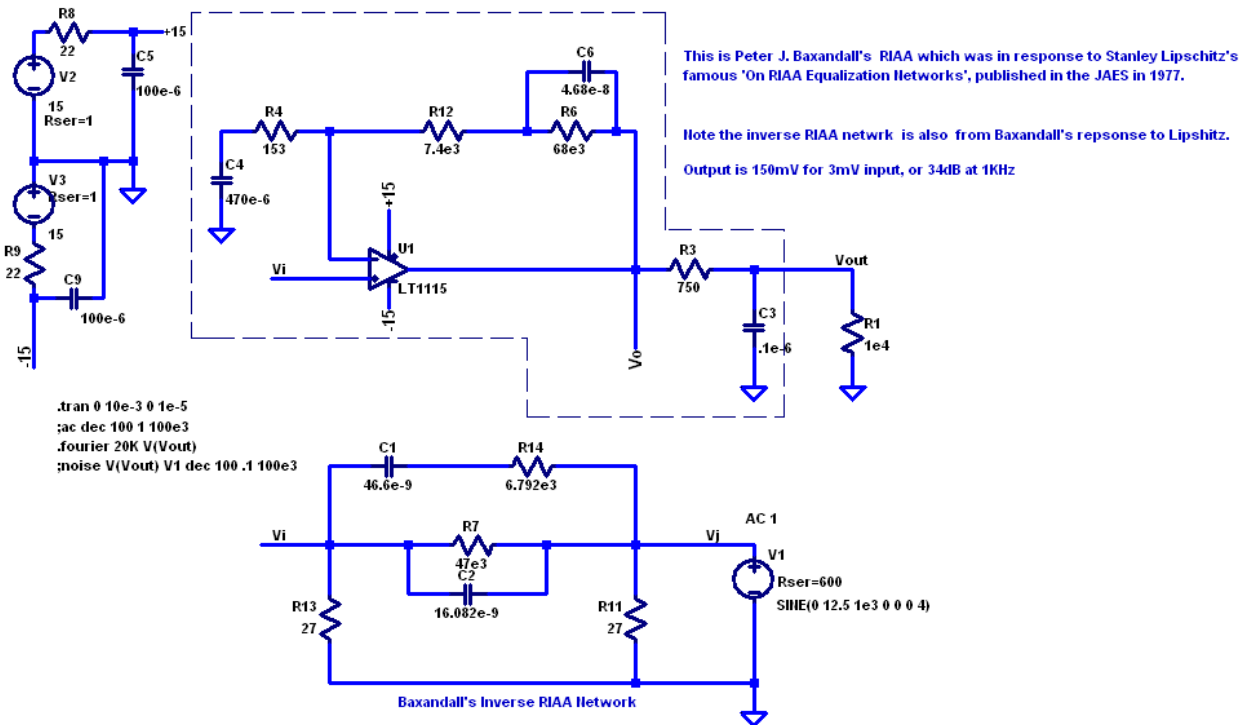 R8
22
+15
C5
100e-6
V2
15
Rser=1
V3
Rser=1
15
R9
22
C9
100e-6
-15
C6
4.68e-8
R4
153
R12
7.4e3
R6
68e3
C4
470e-6
+15
U1
LT1115
-15
Vi
R3
750
Vout
C3
.1e-6
R1
1e4
Vo
This is Peter J. Baxandall's RIAA which was in response to Stanley Lipschitz's
famous 'On RIAA Equalization Networks', published in the JAES in 1977.
Note the inverse RIAA netwrk is also from Baxandall's repsonse to Lipshitz.
Output is 150mV for 3mV input, or 34dB at 1KHz
.tran 0 10e-3 0 1e-5
;ac dec 100 1 100e3
.fourier 20K V(Vout)
;noise V(Vout) V1 dec 100 .1 100e3
C1
46.6e-9
R14
6.792e3
Vi
R7
47e3
C2
16.082e-9
Vj
AC 1
V1
Rser=600
SINE(0 12.5 1e3 0 0 0 4)
R13
27
R11
27
Baxandall's Inverse RIAA Network